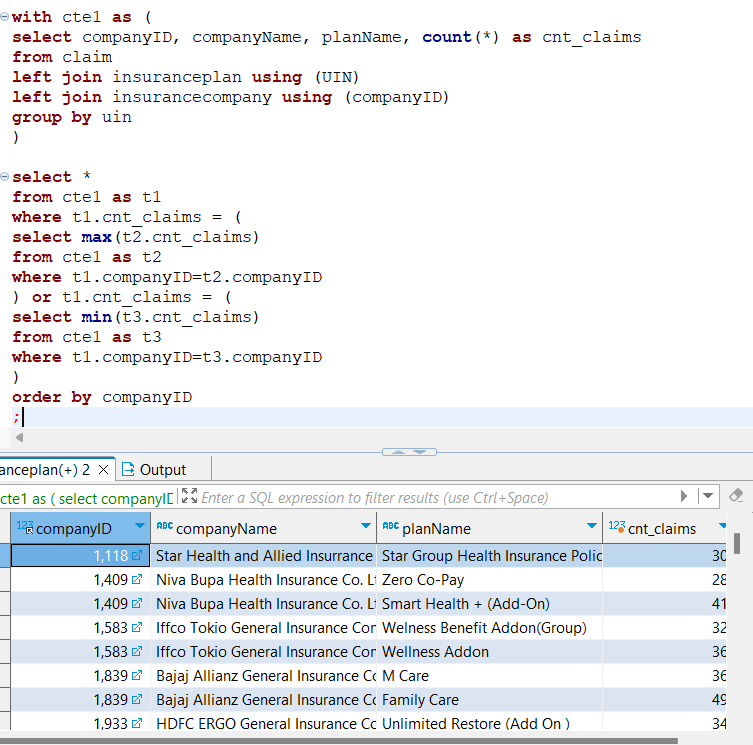 with cte1 as (
select companyID, companyName, planName, count(*) as cnt_claims
from claim
left join insuranceplan using (UIN)
left join insurancecompany using (companyID)
group by uin
)
select *
from cte1 as t1
where t1.cnt_claims = (
select max(t2.cnt_claims)
from cte1 as t2
where t1.companyID=t2.companyID
) or t1.cnt_claims = (
select min(t3.cnt_claims)
from cte1 as t3
where t1.companyID=t3.companyID
)
order by companyID
;
anceplan(+) 2 Output
cte1 as ( select companyID Enter a SQL expression to filter results (use Ctrl+Space)
123 companyID ABC companyName ABC planName 123 cnt_claims
1,118 Star Health and Allied Insurrance Star Group Health Insurance Polic 30
1,409 Niva Bupa Health Insurance Co. Lt Zero Co-Pay 28
1,409 Niva Bupa Health Insurance Co. Lt Smart Health + (Add-On) 41
1,583 Iffco Tokio General Insurance Com Welness Benefit Addon(Group) 32
1,583 Iffco Tokio General Insurance Com Wellness Addon 36
1,839 Bajaj Allianz General Insurance Co M Care 36
1,839 Bajaj Allianz General Insurance Co Family Care 49
1,933 HDFC ERGO General Insurance Co Unlimited Restore (Add On ) 34